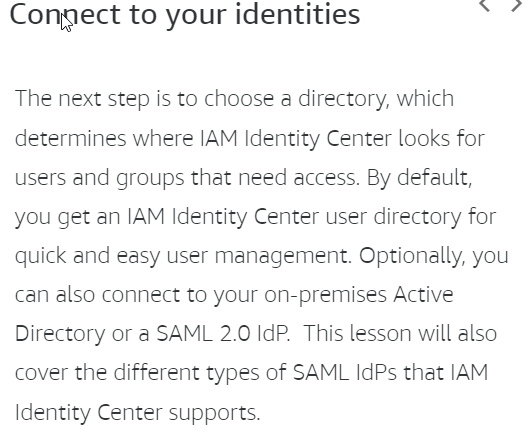 Connect to your identities
The next step is to choose a directory, which
determines where IAM Identity Center looks for
users and groups that need access. By default,
you get an IAM Identity Center user directory for
quick and easy user management. Optionally, you
can also connect to your on-premises Active
Directory or a SAML 2.0 IdP.  This lesson will also
cover the different types of SAML IdPs that IAM
Identity Center supports.